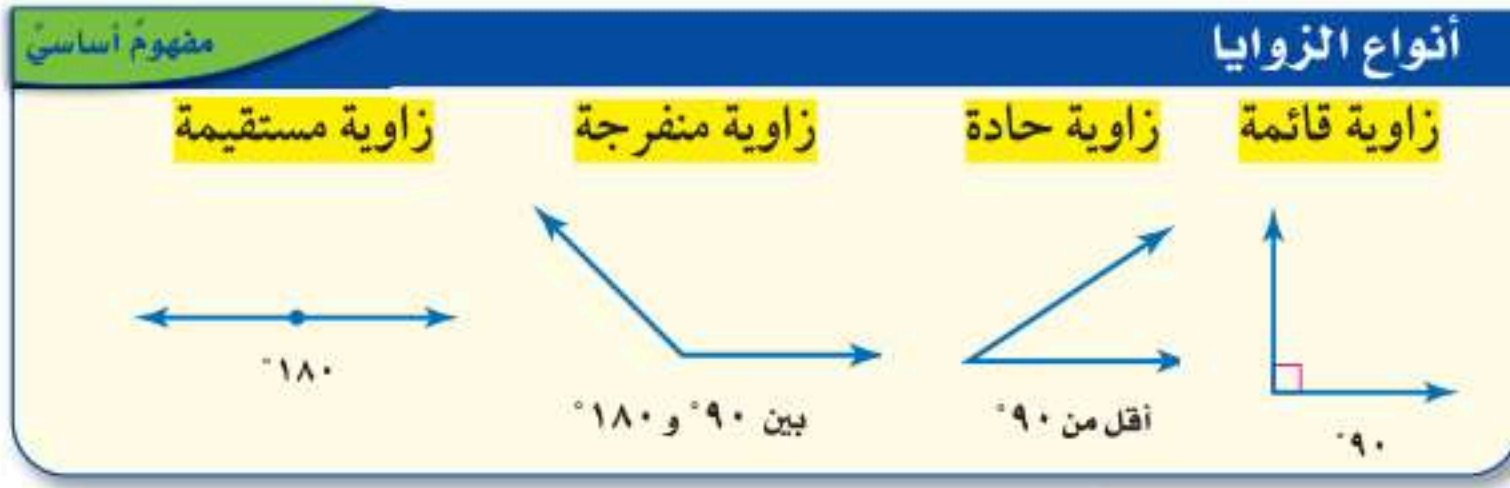 أنواع الزوايا
مفهومٌ أساسيٌ
زاوية قائمة
زاوية حادة
زاوية منفرجة
زاوية مستقيمة
٩٠°
أقل من ٩٠°
بين ٩٠° و ١٨٠°
١٨٠°